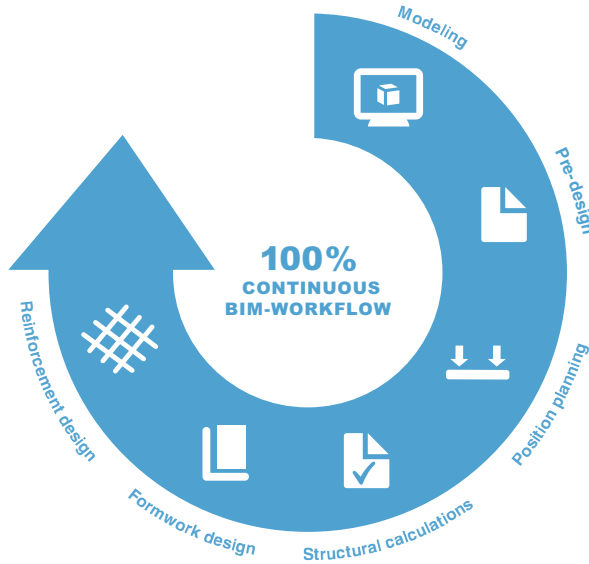 Modeling
Pre-design
100%
CONTINUOUS
BIM-WORKFLOW
Position planning
Structural calculations
Formwork design
Reinforcement design